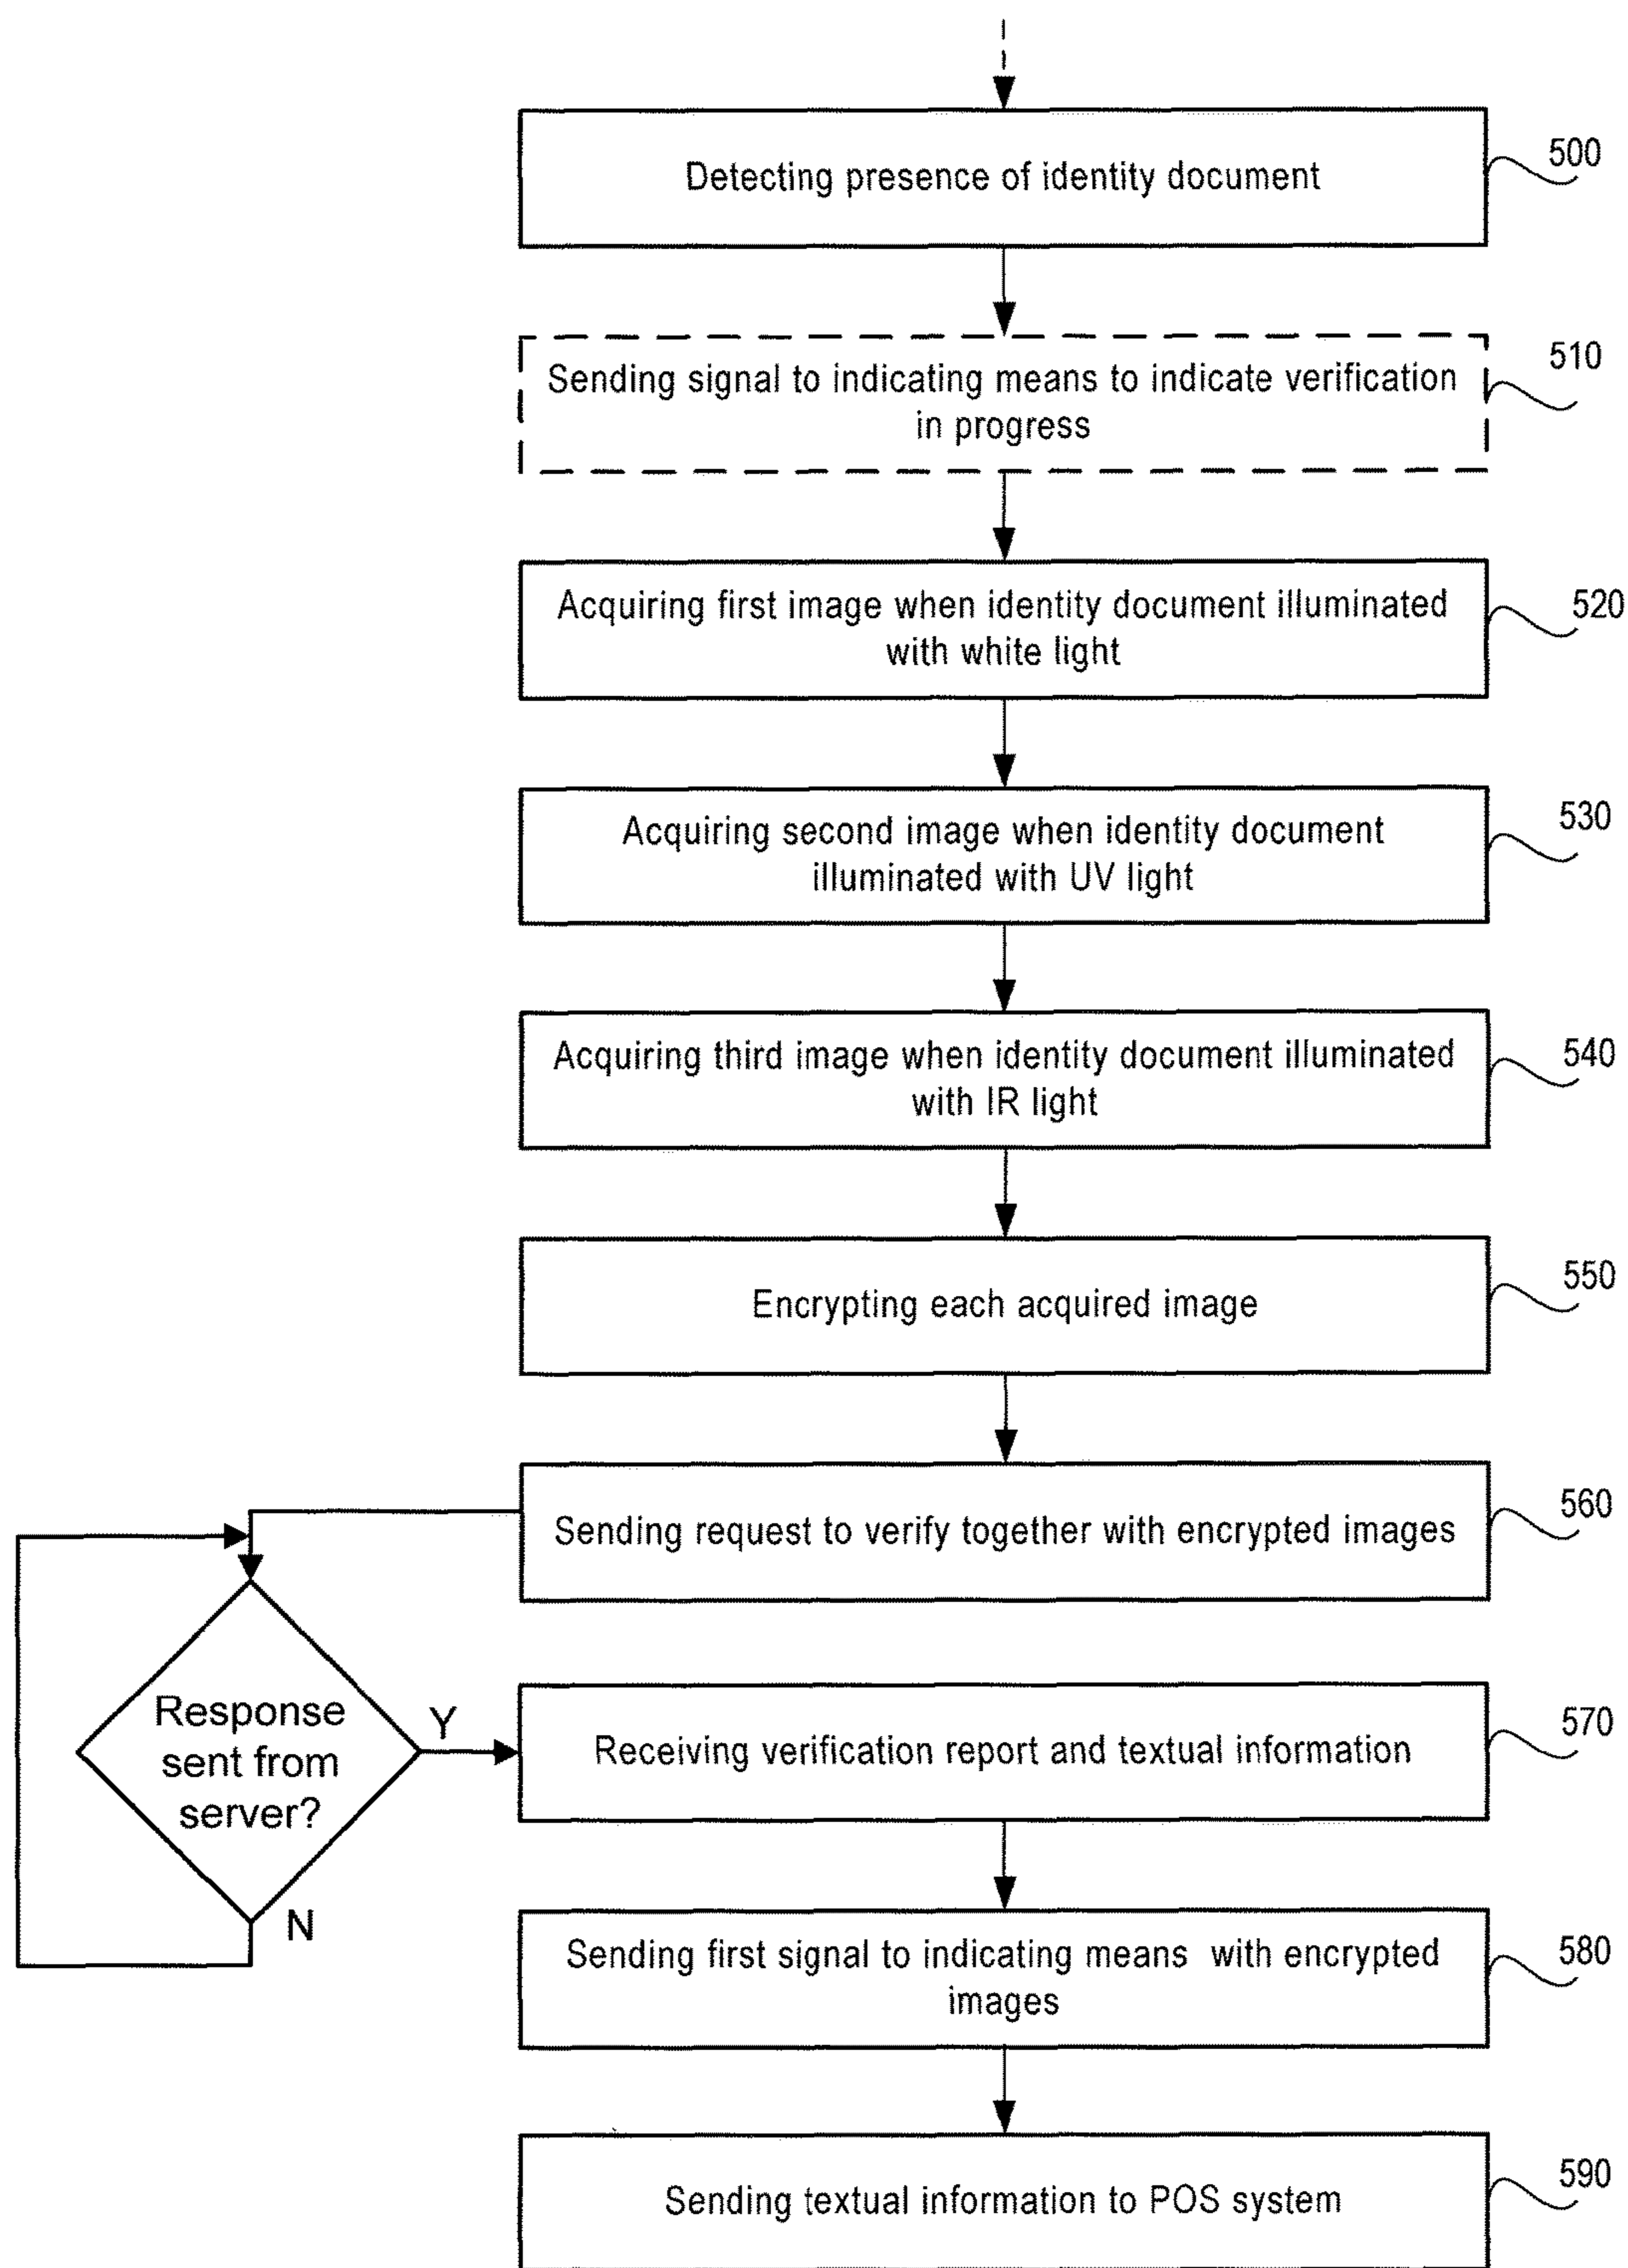 Detecting presence of identity document
500
Sending signal to indicating means to indicate verification
in progress
510
Acquiring first image when identity document illuminated
with white light
520
Acquiring second image when identity document
illuminated with UV light
530
Acquiring third image when identity document illuminated
with IR light
540
Encrypting each acquired image
550
Sending request to verify together with encrypted images
560
Response
sent from
server?
Y
N
Receiving verification report and textual information
570
Sending first signal to indicating means with encrypted
images
580
Sending textual information to POS system
590